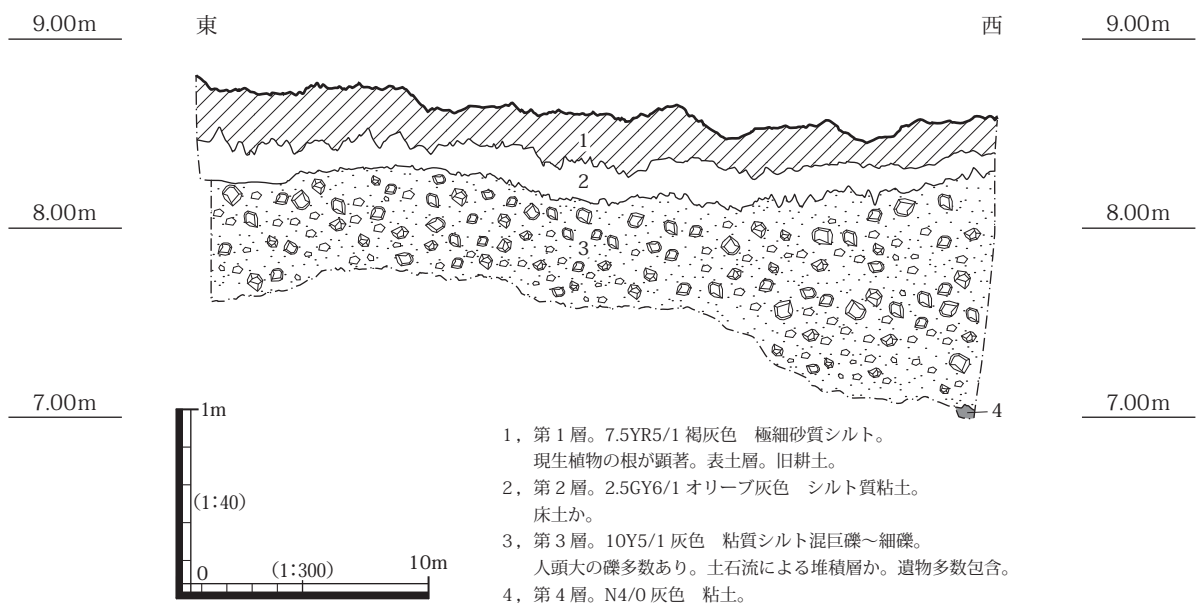 9.00m 東 西 9.00m
1
2
8.00m 8.00m
3
7.00m 7.00m
4
1m
(1:40)
0 (1:300) 10m
1，第1層。7.5YR5/1 褐灰色　極細砂質シルト。
現生植物の根が顕著。表土層。旧耕土。
2，第2層。2.5GY6/1 オリーブ灰色　シルト質粘土。
床土か。
3，第3層。10Y5/1 灰色　粘質シルト混巨礫～細礫。
人頭大の礫多数あり。土石流による堆積層か。遺物多数包含。
4，第4層。N4/0 灰色　粘土。